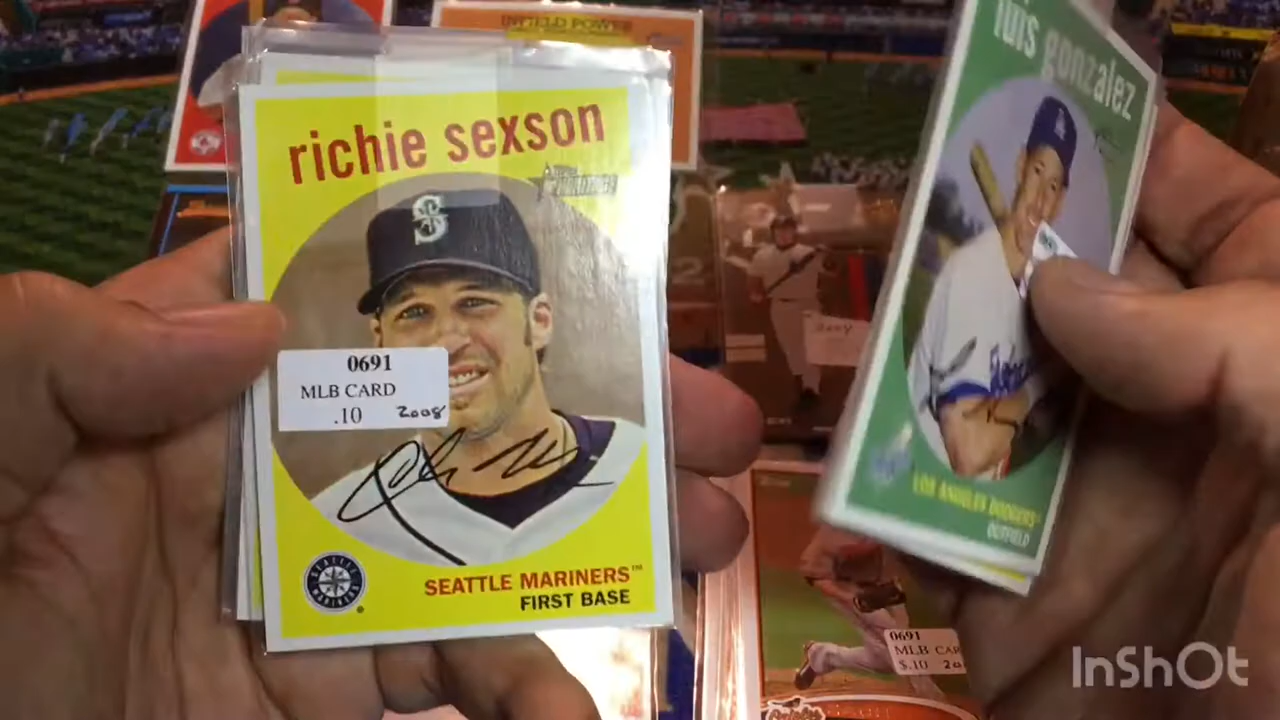 INFIELD POWER
richie sexson
Heritage
0691
MLB CARD
.10 2008
SEATTLE MARINERS™
FIRST BASE
luis gonzalez
LOS ANGELES DODGERS
OUTFIELD
0691
MLB CAR
$.10
InShOt